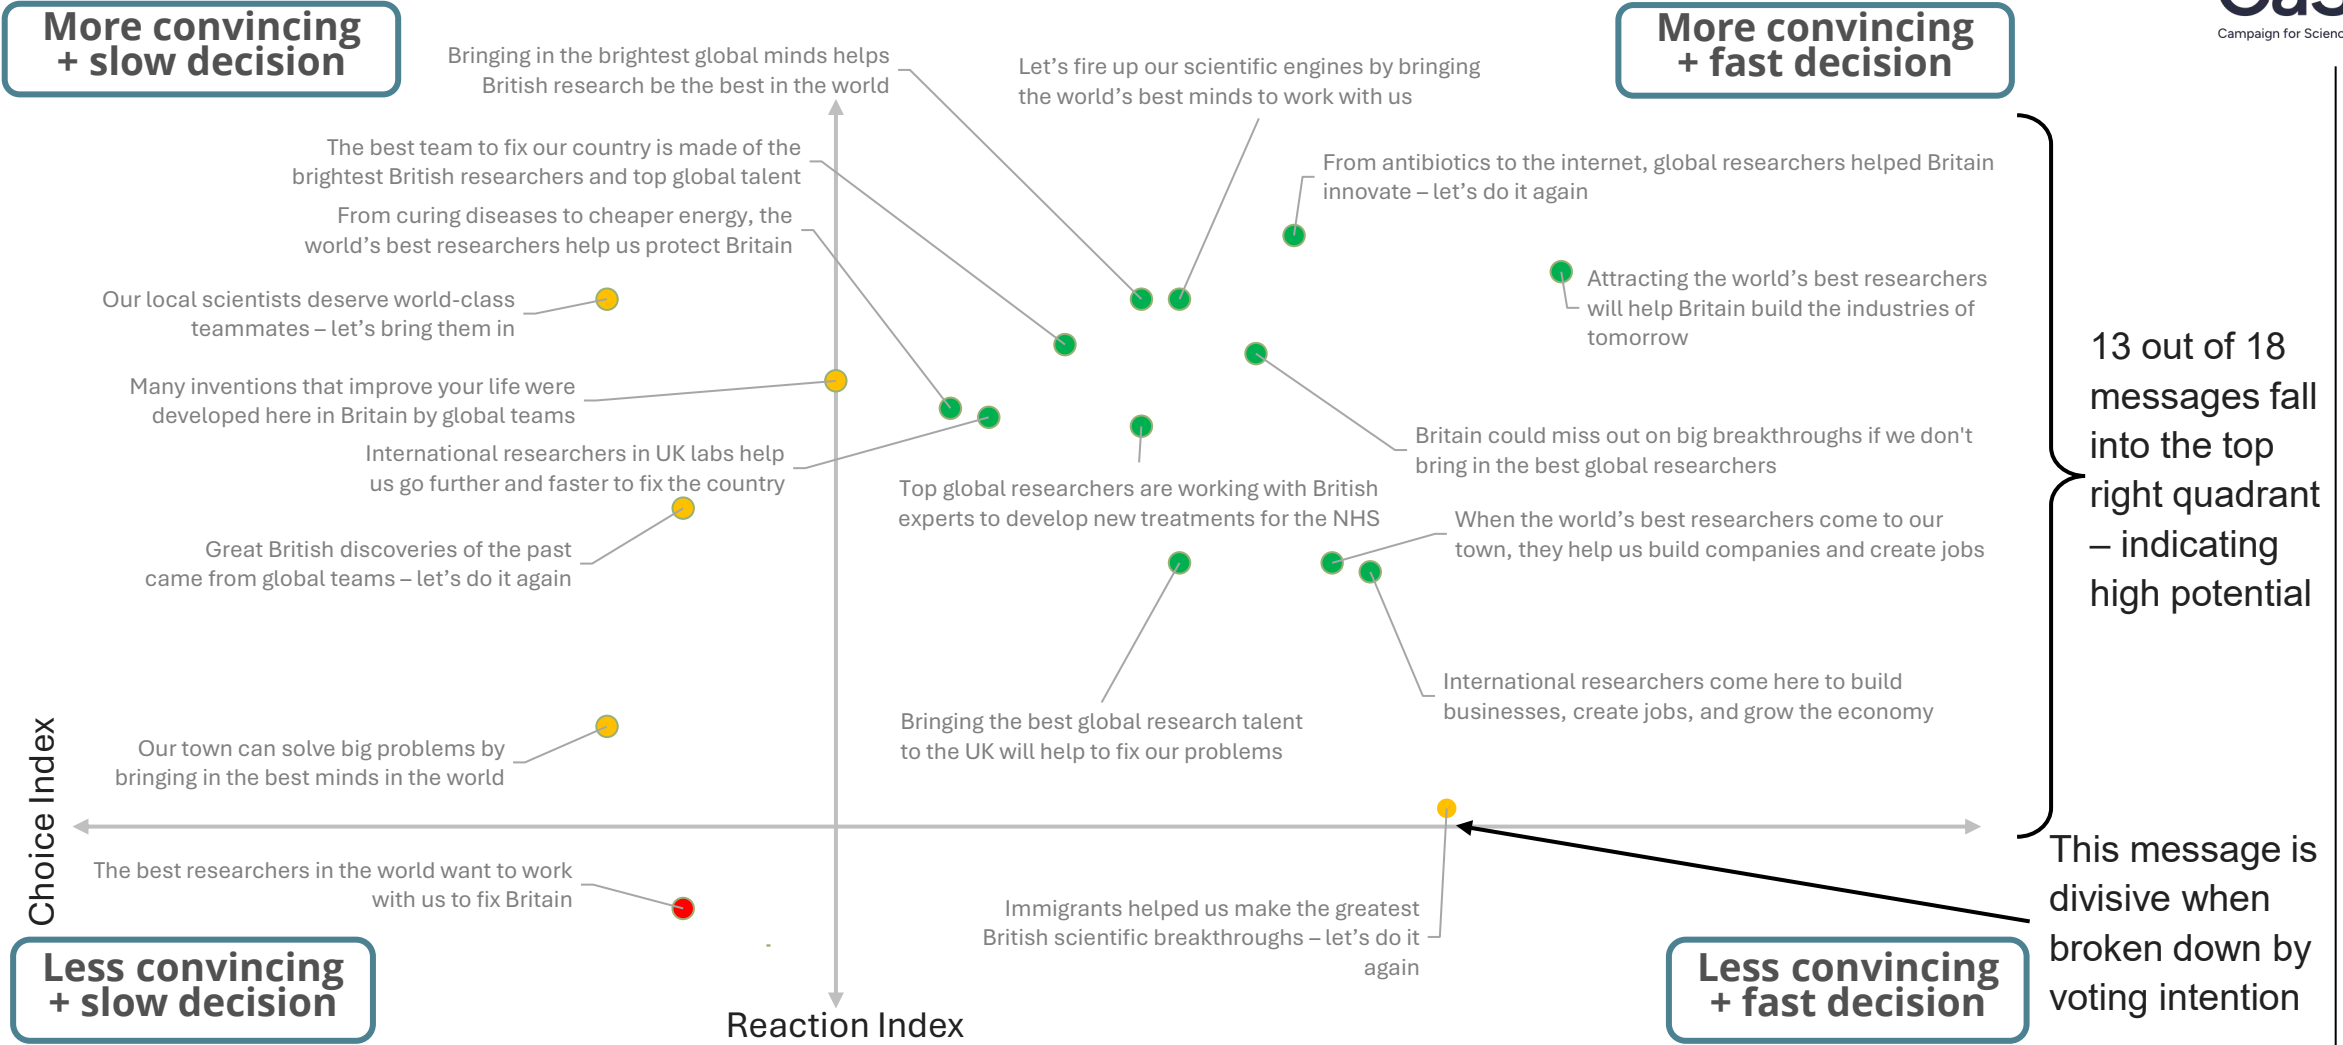 More convincing
+ slow decision
Bringing in the brightest global minds helps
British research be the best in the world
Let’s fire up our scientific engines by bringing
the world’s best minds to work with us
More convincing
+ fast decision
Campaign for Scienc
The best team to fix our country is made of the
brightest British researchers and top global talent
From antibiotics to the internet, global researchers helped Britain
innovate – let’s do it again
From curing diseases to cheaper energy, the
world’s best researchers help us protect Britain
Attracting the world’s best researchers
will help Britain build the industries of
tomorrow
Our local scientists deserve world-class
teammates – let’s bring them in
13 out of 18
messages fall
into the top
right quadrant
– indicating
high potential
Many inventions that improve your life were
developed here in Britain by global teams
International researchers in UK labs help
us go further and faster to fix the country
Britain could miss out on big breakthroughs if we don't
bring in the best global researchers
Top global researchers are working with British
experts to develop new treatments for the NHS
When the world’s best researchers come to our
town, they help us build companies and create jobs
Great British discoveries of the past
came from global teams – let’s do it again
International researchers come here to build
businesses, create jobs, and grow the economy
Bringing the best global research talent
to the UK will help to fix our problems
Our town can solve big problems by
bringing in the best minds in the world
Choice Index
The best researchers in the world want to work
with us to fix Britain
Immigrants helped us make the greatest
British scientific breakthroughs – let’s do it
again
This message is
divisive when
broken down by
voting intention
Less convincing
+ slow decision
Reaction Index
Less convincing
+ fast decision